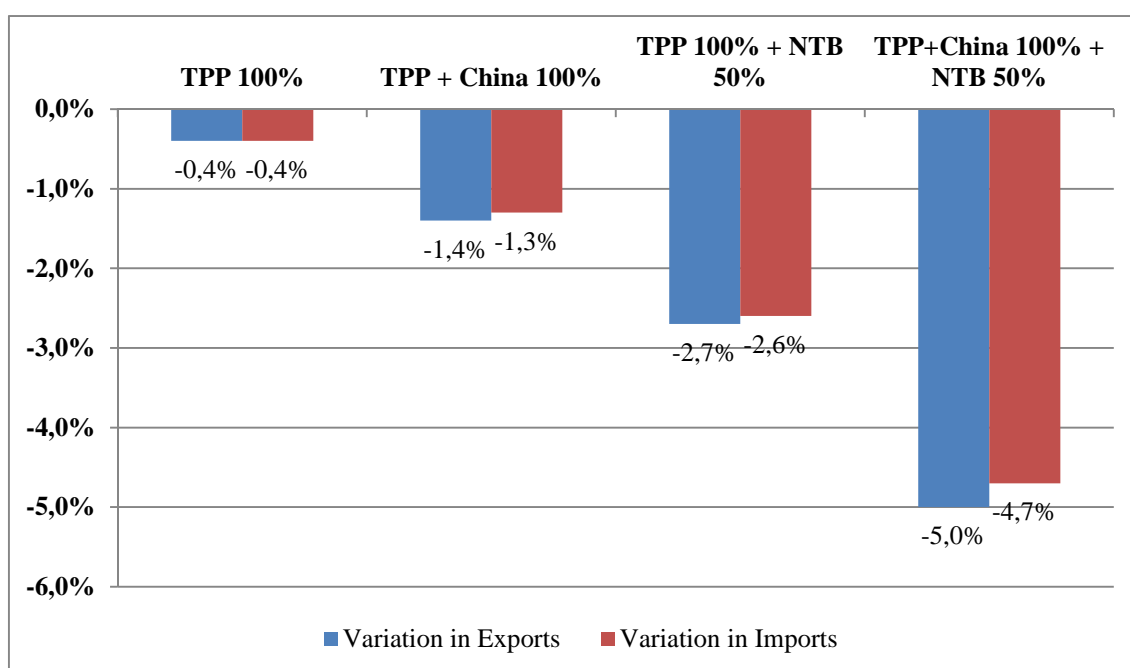 TPP 100%
TPP + China 100%
TPP 100% + NTB
50%
TPP+China 100% +
NTB 50%
0,0%
-1,0%
-2,0%
-3,0%
-4,0%
-5,0%
-6,0%
-0,4%
-0,4%
-1,4%
-1,3%
-2,7%
-2,6%
-5,0%
-4,7%
Variation in Exports
Variation in Imports